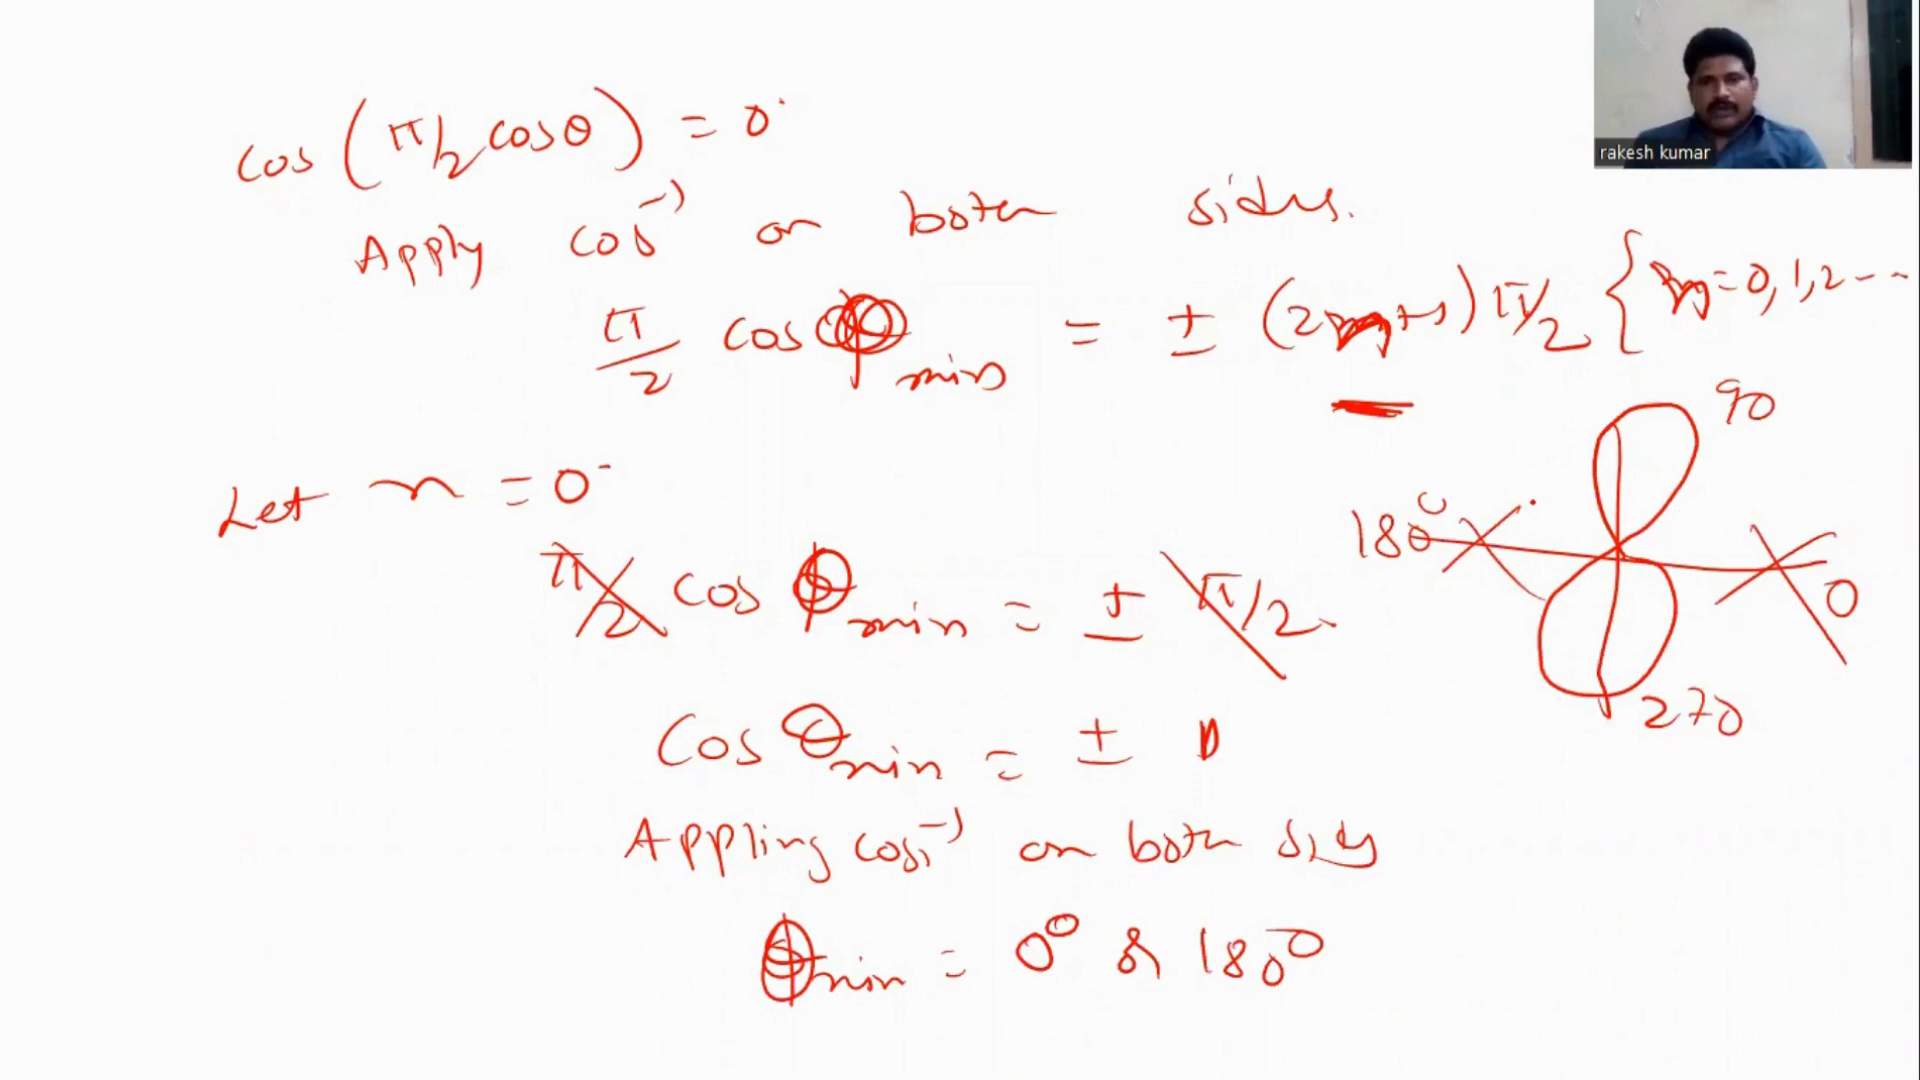 rakesh kumar
cos (π/2 cosθ) = 0
Apply cos⁻¹ on both sides.
π/2 cos θmin = ± (2n+1) π/2 { n = 0, 1, 2 --
90
Let n = 0
180°
0
π/2 cos θmin = ± π/2.
270
Cos θmin = ± 1
Appling cos⁻¹ on both sids
θmin = 0° & 180°